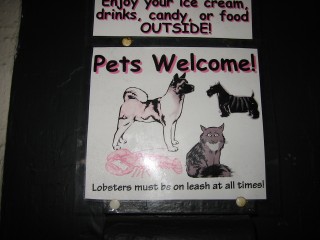 Enjoy your ice cream,
drinks, candy, or food
OUTSIDE!
Pets Welcome!
Lobsters must be on leash at all times!